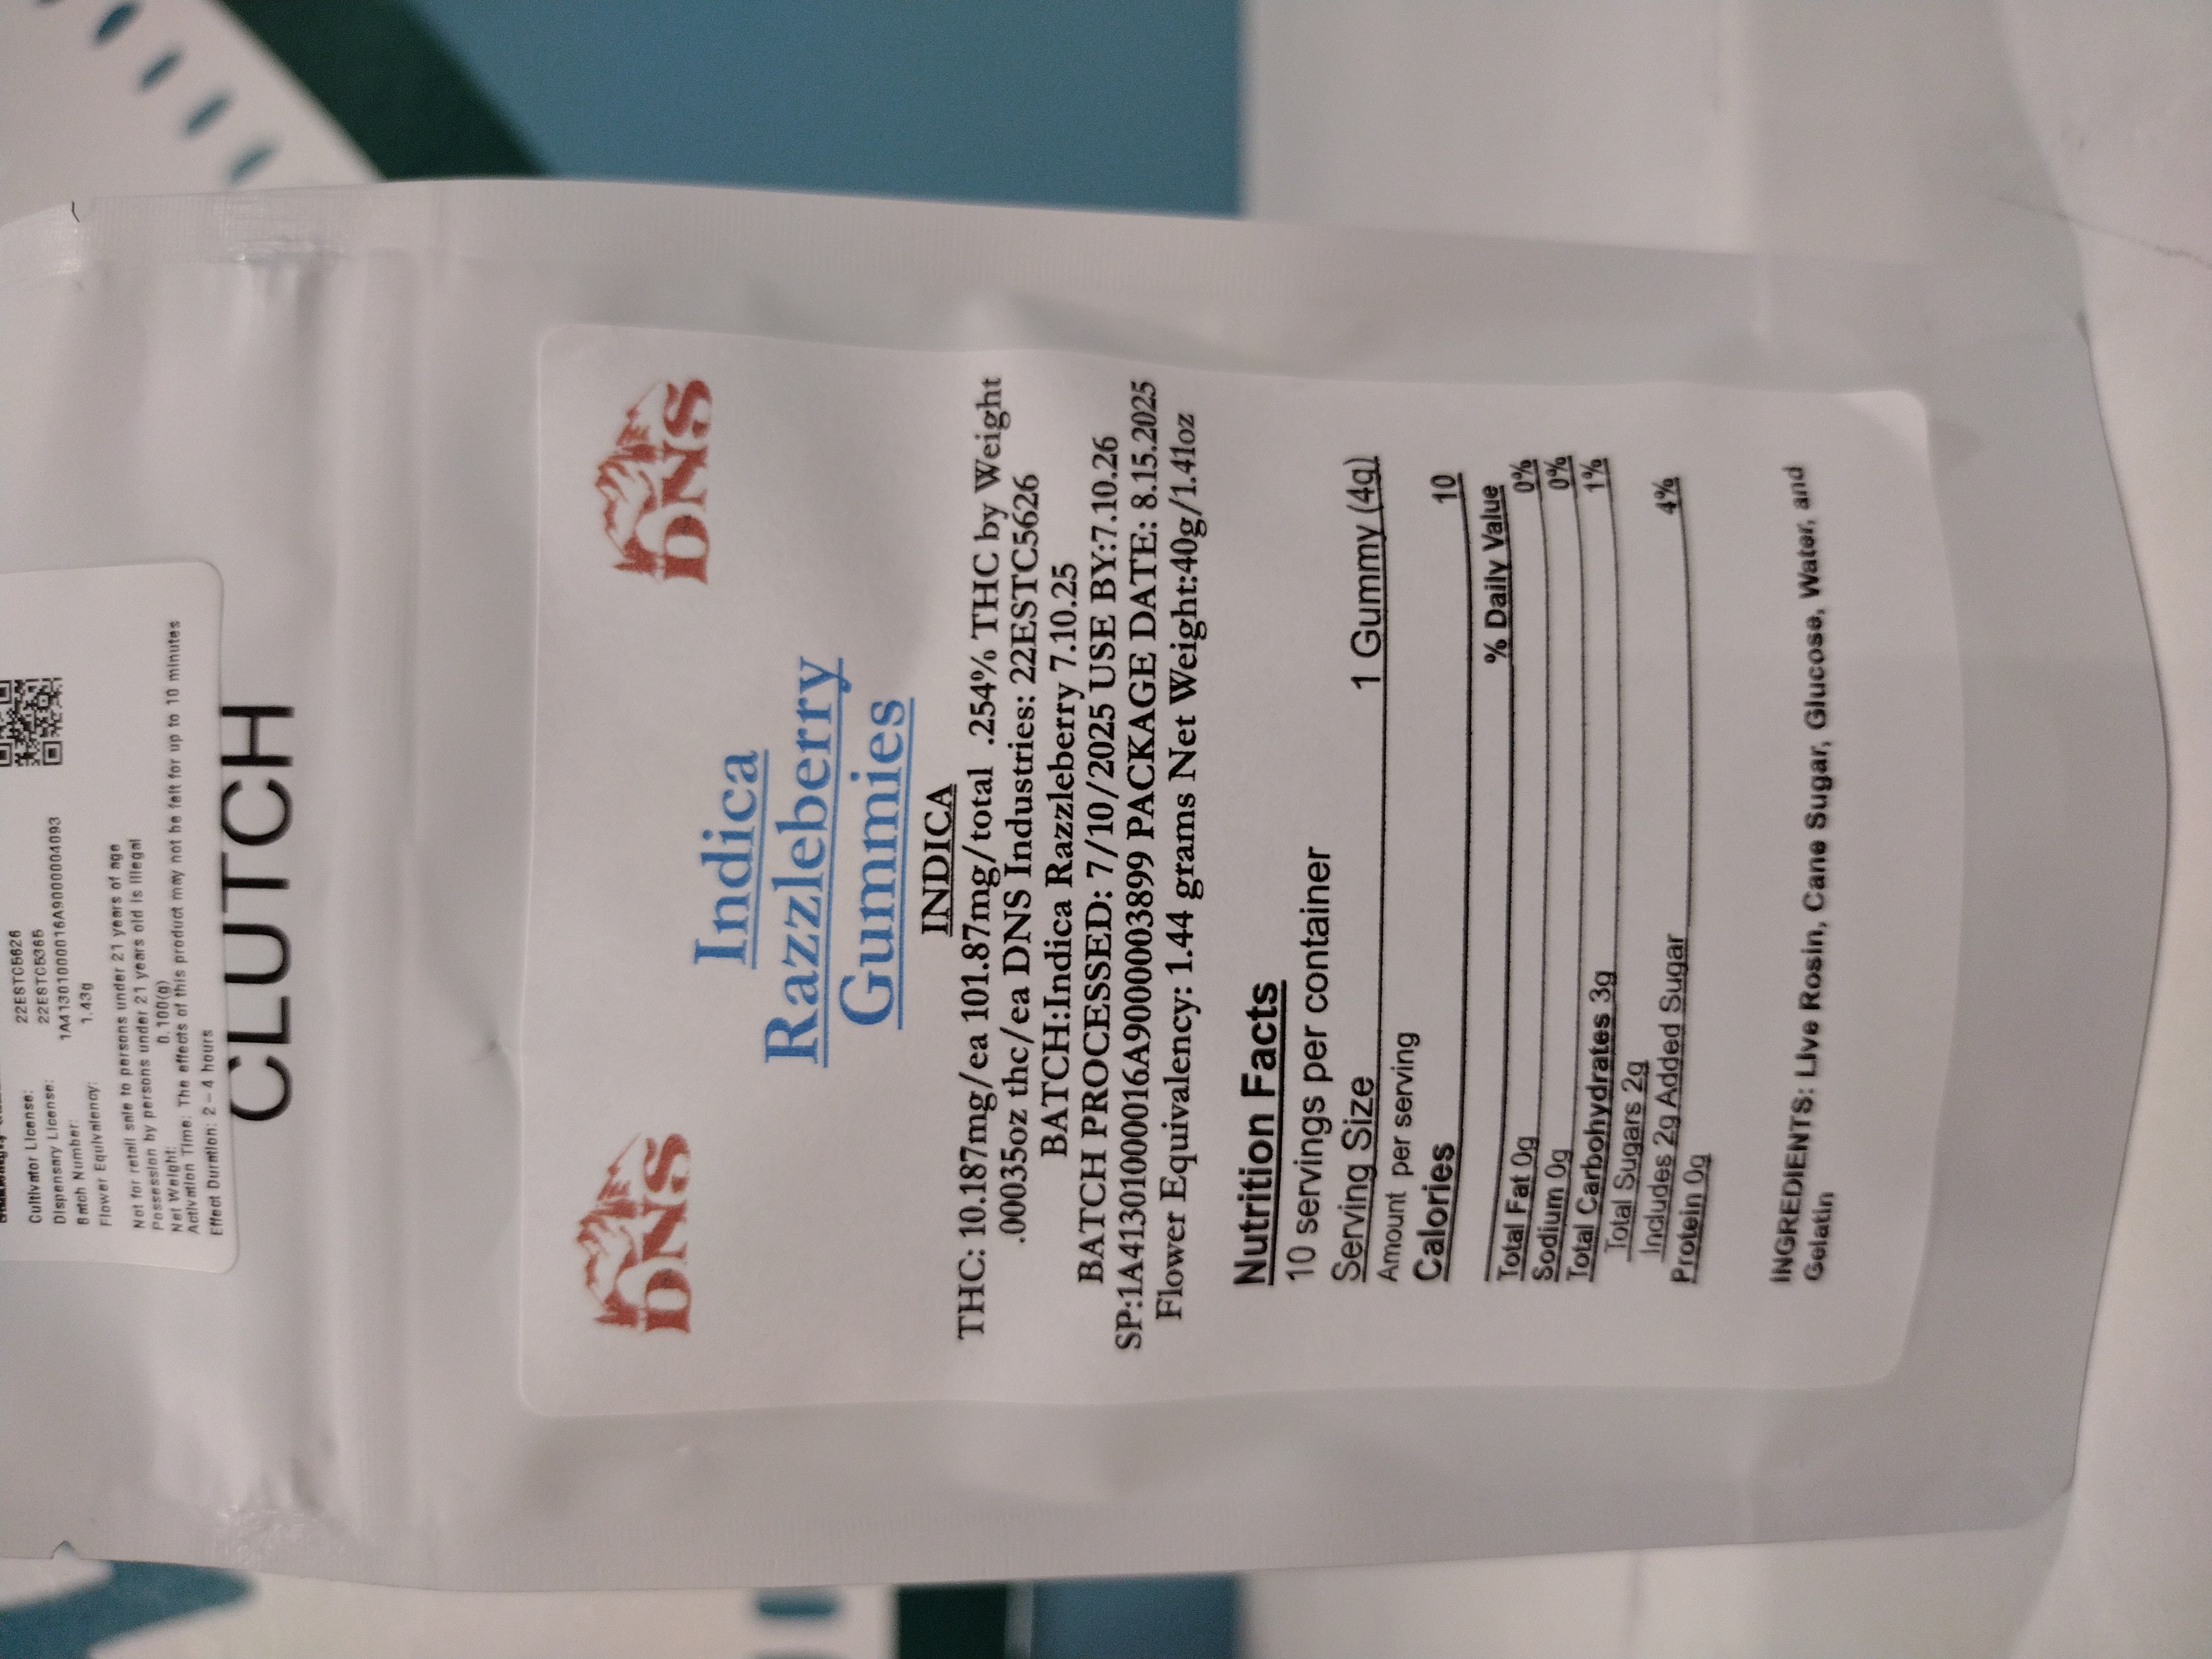 Cultivator License: 22ESTC5626
Dispensary License: 22ESTC5365
Batch Number: 1A4130100016A900000004093
Flower Equivalency: 1.43g
Not for retail sale to persons under 21 years of age
Possession by persons under 21 years old is illegal
Net Weight: 0.100(g)
Activation Time: The effects of this product may not be felt for up to 10 minutes
Effect Duration: 2 - 4 hours
CLUTCH
DNS DNS
Indica
Razzleberry
Gummies
INDICA
THC: 10.187mg/ea 101.87mg/total .254% THC by Weight
.00035oz thc/ea DNS Industries: 22ESTC5626
BATCH:Indica Razzleberry 7.10.25
BATCH PROCESSED: 7/10/2025 USE BY:7.10.26
SP:1A4130100016A900000003899 PACKAGE DATE: 8.15.2025
Flower Equivalency: 1.44 grams Net Weight:40g/1.41oz
Nutrition Facts
10 servings per container
Serving Size 1 Gummy (4g)
Amount per serving
Calories 10
% Daily Value
Total Fat 0g 0%
Sodium 0g 0%
Total Carbohydrates 3g 1%
Total Sugars 2g
Includes 2g Added Sugar 4%
Protein 0g
INGREDIENTS: Live Rosin, Cane Sugar, Glucose, Water, and
Gelatin